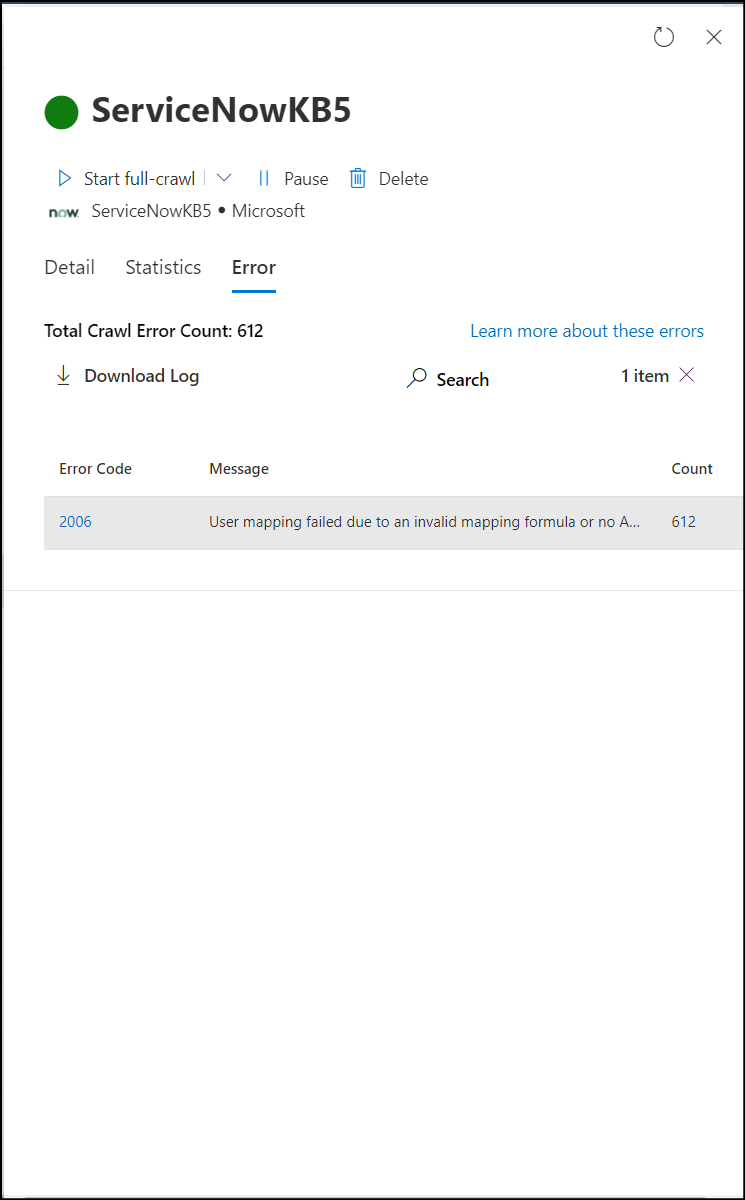 ServiceNowKB5
Start full-crawl Pause Delete
now. ServiceNowKB5 • Microsoft
Detail Statistics Error
Total Crawl Error Count: 612 Learn more about these errors
Download Log Search 1 item
Error Code Message Count
2006 User mapping failed due to an invalid mapping formula or no A... 612